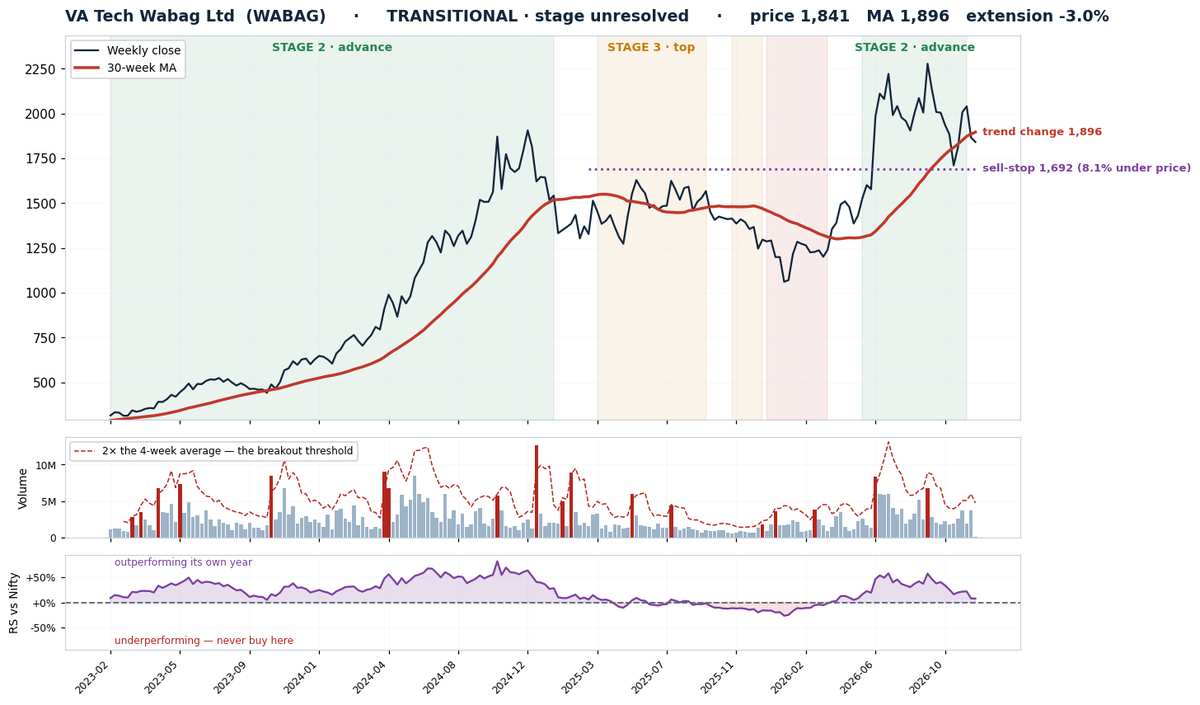 VA Tech Wabag Ltd  (WABAG)     ·     TRANSITIONAL · stage unresolved     ·     price 1,841   MA 1,896   extension -3.0%
Weekly close
30-week MA
STAGE 2 · advance
STAGE 3 · top
STAGE 2 · advance
2250
2000
1750
1500
1250
1000
750
500
trend change 1,896
sell-stop 1,692 (8.1% under price)
Volume
10M
5M
0
2× the 4-week average — the breakout threshold
RS vs Nifty
+50%
+0%
-50%
outperforming its own year
underperforming — never buy here
2023-02
2023-05
2023-09
2024-01
2024-04
2024-08
2024-12
2025-03
2025-07
2025-11
2026-02
2026-06
2026-10